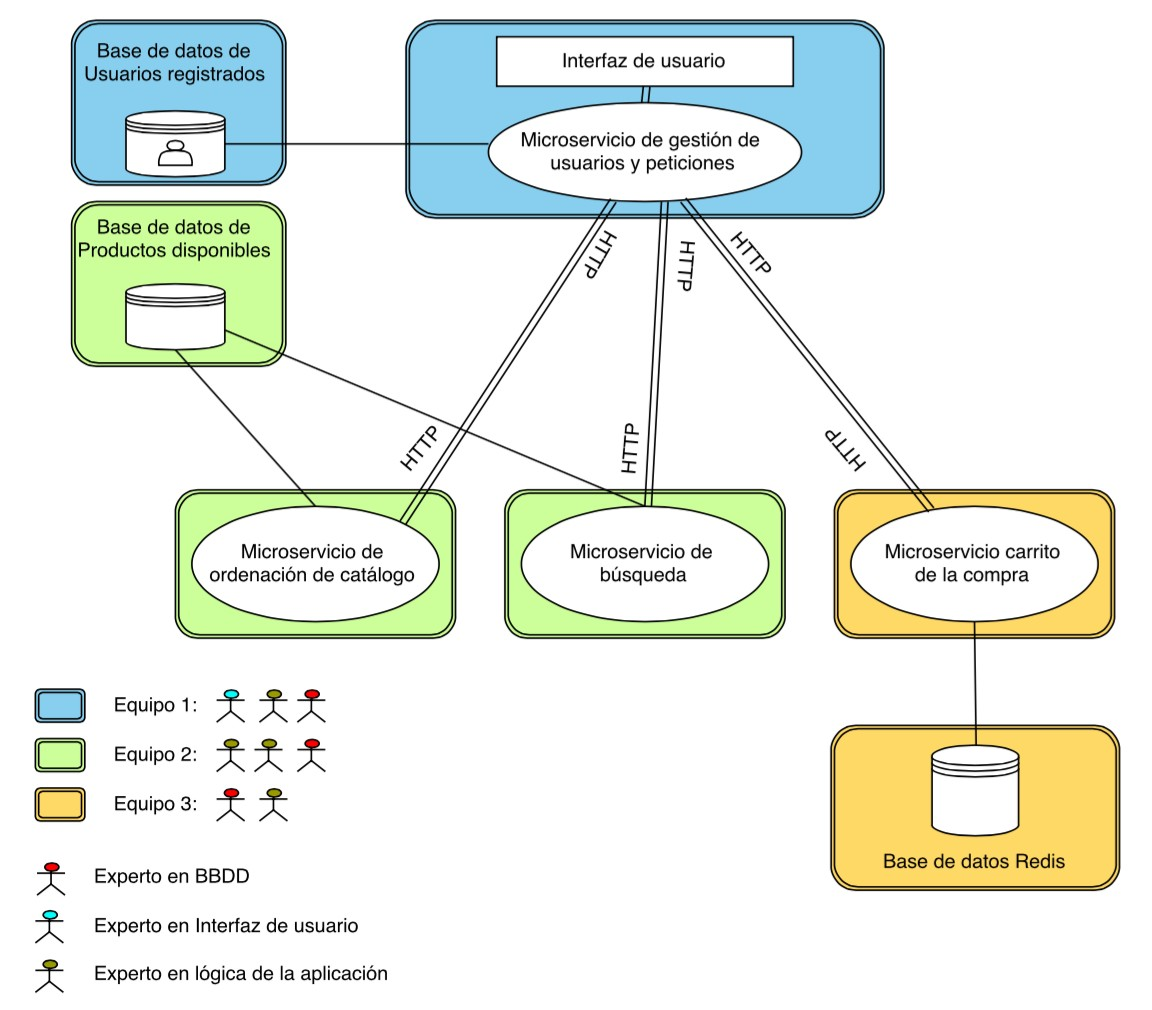 Base de datos de
Usuarios registrados
Interfaz de usuario
Microservicio de gestión de
usuarios y peticiones
Base de datos de
Productos disponibles
HTTP
HTTP
HTTP
HTTP
HTTP
HTTP
Microservicio de
ordenación de catálogo
Microservicio de
búsqueda
Microservicio carrito
de la compra
Equipo 1:
Equipo 2:
Equipo 3:
Base de datos Redis
Experto en BBDD
Experto en Interfaz de usuario
Experto en lógica de la aplicación